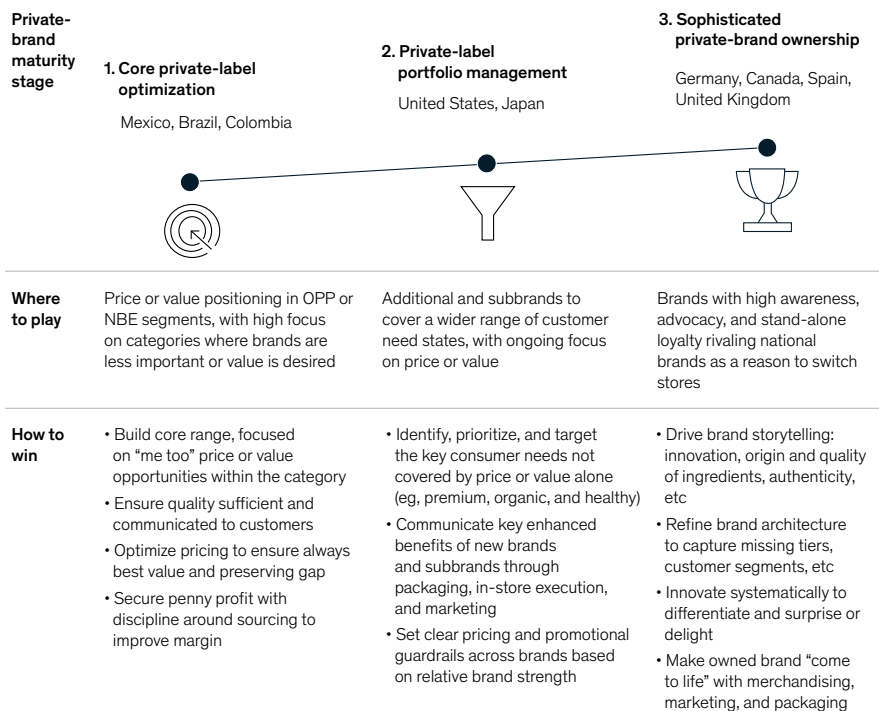 Private-
brand
maturity
stage
1. Core private-label
optimization
Mexico, Brazil, Colombia
2. Private-label
portfolio management
United States, Japan
3. Sophisticated
private-brand ownership
Germany, Canada, Spain,
United Kingdom
Where
to play
Price or value positioning in OPP or
NBE segments, with high focus
on categories where brands are
less important or value is desired
Additional and subbrands to
cover a wider range of customer
need states, with ongoing focus
on price or value
Brands with high awareness,
advocacy, and stand-alone
loyalty rivaling national
brands as a reason to switch
stores
How to
win
• Build core range, focused
on “me too” price or value
opportunities within the category
• Ensure quality sufficient and
communicated to customers
• Optimize pricing to ensure always
best value and preserving gap
• Secure penny profit with
discipline around sourcing to
improve margin
• Identify, prioritize, and target
the key consumer needs not
covered by price or value alone
(eg, premium, organic, and healthy)
• Communicate key enhanced
benefits of new brands
and subbrands through
packaging, in-store execution,
and marketing
• Set clear pricing and promotional
guardrails across brands based
on relative brand strength
• Drive brand storytelling:
innovation, origin and quality
of ingredients, authenticity,
etc
• Refine brand architecture
to capture missing tiers,
customer segments, etc
• Innovate systematically to
differentiate and surprise or
delight
• Make owned brand “come
to life” with merchandising,
marketing, and packaging